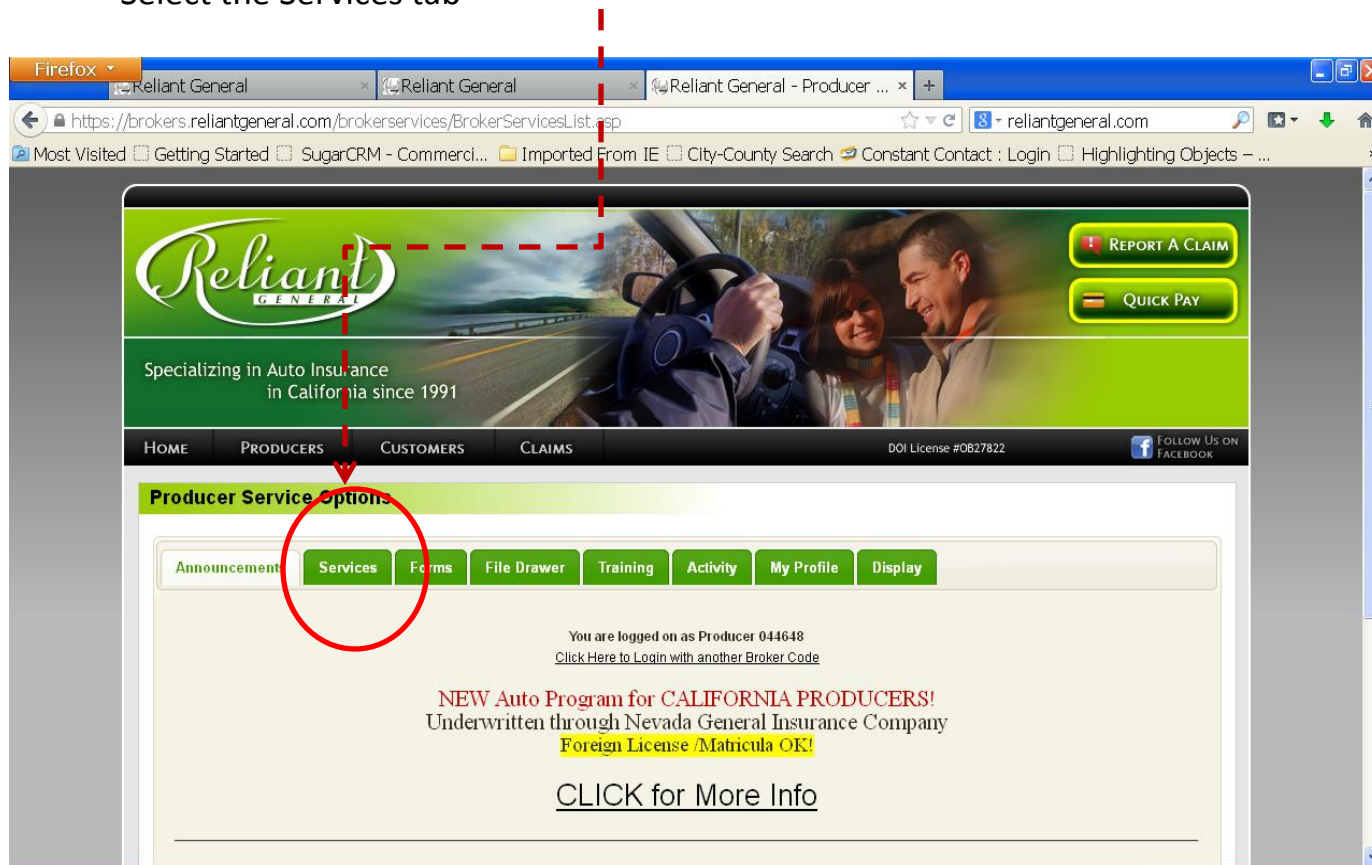 Select the Services tab
Firefox
Reliant General
Reliant General
Reliant General - Producer ...
https://brokers.reliantgeneral.com/brokerservices/BrokerServicesList.asp
reliantgeneral.com
Most Visited Getting Started SugarCRM - Commerci... Imported From IE City-County Search Constant Contact : Login Highlighting Objects – ...
Reliant
GENERAL
REPORT A CLAIM
QUICK PAY
Specializing in Auto Insurance
in California since 1991
HOME PRODUCERS CUSTOMERS CLAIMS DOI License #0B27822 FOLLOW US ON
FACEBOOK
Producer Service Options
Announcements Services Forms File Drawer Training Activity My Profile Display
You are logged on as Producer 044648
Click Here to Login with another Broker Code
NEW Auto Program for CALIFORNIA PRODUCERS!
Underwritten through Nevada General Insurance Company
Foreign License /Matricula OK!
CLICK for More Info